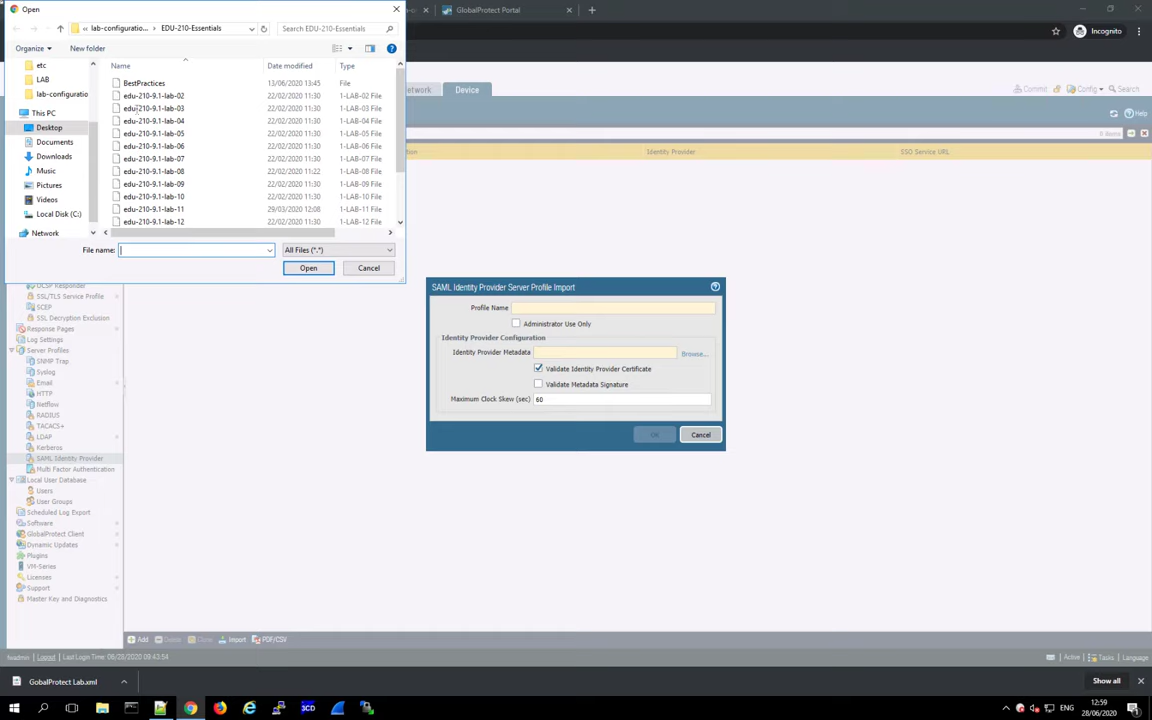 Open
GlobalProtect Portal
lab-configuratio...
EDU-210-Essentials
Search EDU-210-Essentials
Incognito
Organize
New folder
Name
Date modified
Type
etc
LAB
lab-configuratio
This PC
Desktop
Documents
Downloads
Music
Pictures
Videos
Local Disk (C:)
Network
BestPractices 13/06/2020 13:45 File
edu-210-9.1-lab-02 22/02/2020 11:30 1-LAB-02 File
edu-210-9.1-lab-03 22/02/2020 11:30 1-LAB-03 File
edu-210-9.1-lab-04 22/02/2020 11:30 1-LAB-04 File
edu-210-9.1-lab-05 22/02/2020 11:30 1-LAB-05 File
edu-210-9.1-lab-06 22/02/2020 11:30 1-LAB-06 File
edu-210-9.1-lab-07 22/02/2020 11:30 1-LAB-07 File
edu-210-9.1-lab-08 22/02/2020 11:22 1-LAB-08 File
edu-210-9.1-lab-09 22/02/2020 11:30 1-LAB-09 File
edu-210-9.1-lab-10 22/02/2020 11:30 1-LAB-10 File
edu-210-9.1-lab-11 29/03/2020 12:08 1-LAB-11 File
edu-210-9.1-lab-12 22/02/2020 11:30 1-LAB-12 File
File name:
All Files (*.*)
Open
Cancel
Device
Commit
Config
Search
Help
0 items
Identity Provider
SSO Service URL
OCSP Responder
SSL/TLS Service Profile
SCEP
SSL Decryption Exclusion
Response Pages
Log Settings
Server Profiles
SNMP Trap
Syslog
Email
HTTP
Netflow
RADIUS
TACACS+
LDAP
Kerberos
SAML Identity Provider
Multi Factor Authentication
Local User Database
Users
User Groups
Scheduled Log Export
Software
GlobalProtect Client
Dynamic Updates
Plugins
VM-Series
Licenses
Support
Master Key and Diagnostics
SAML Identity Provider Server Profile Import
Profile Name
Administrator Use Only
Identity Provider Configuration
Identity Provider Metadata
Browse...
Validate Identity Provider Certificate
Validate Metadata Signature
Maximum Clock Skew (sec) 60
OK
Cancel
Add
Delete
Clone
Import
PDF/CSV
fwadmin
Logout
Last Login Time: 06/28/2020 09:43:54
Active
Tasks
Language
GlobalProtect Lab.xml
Show all
3CD
ENG
12:59
28/06/2020